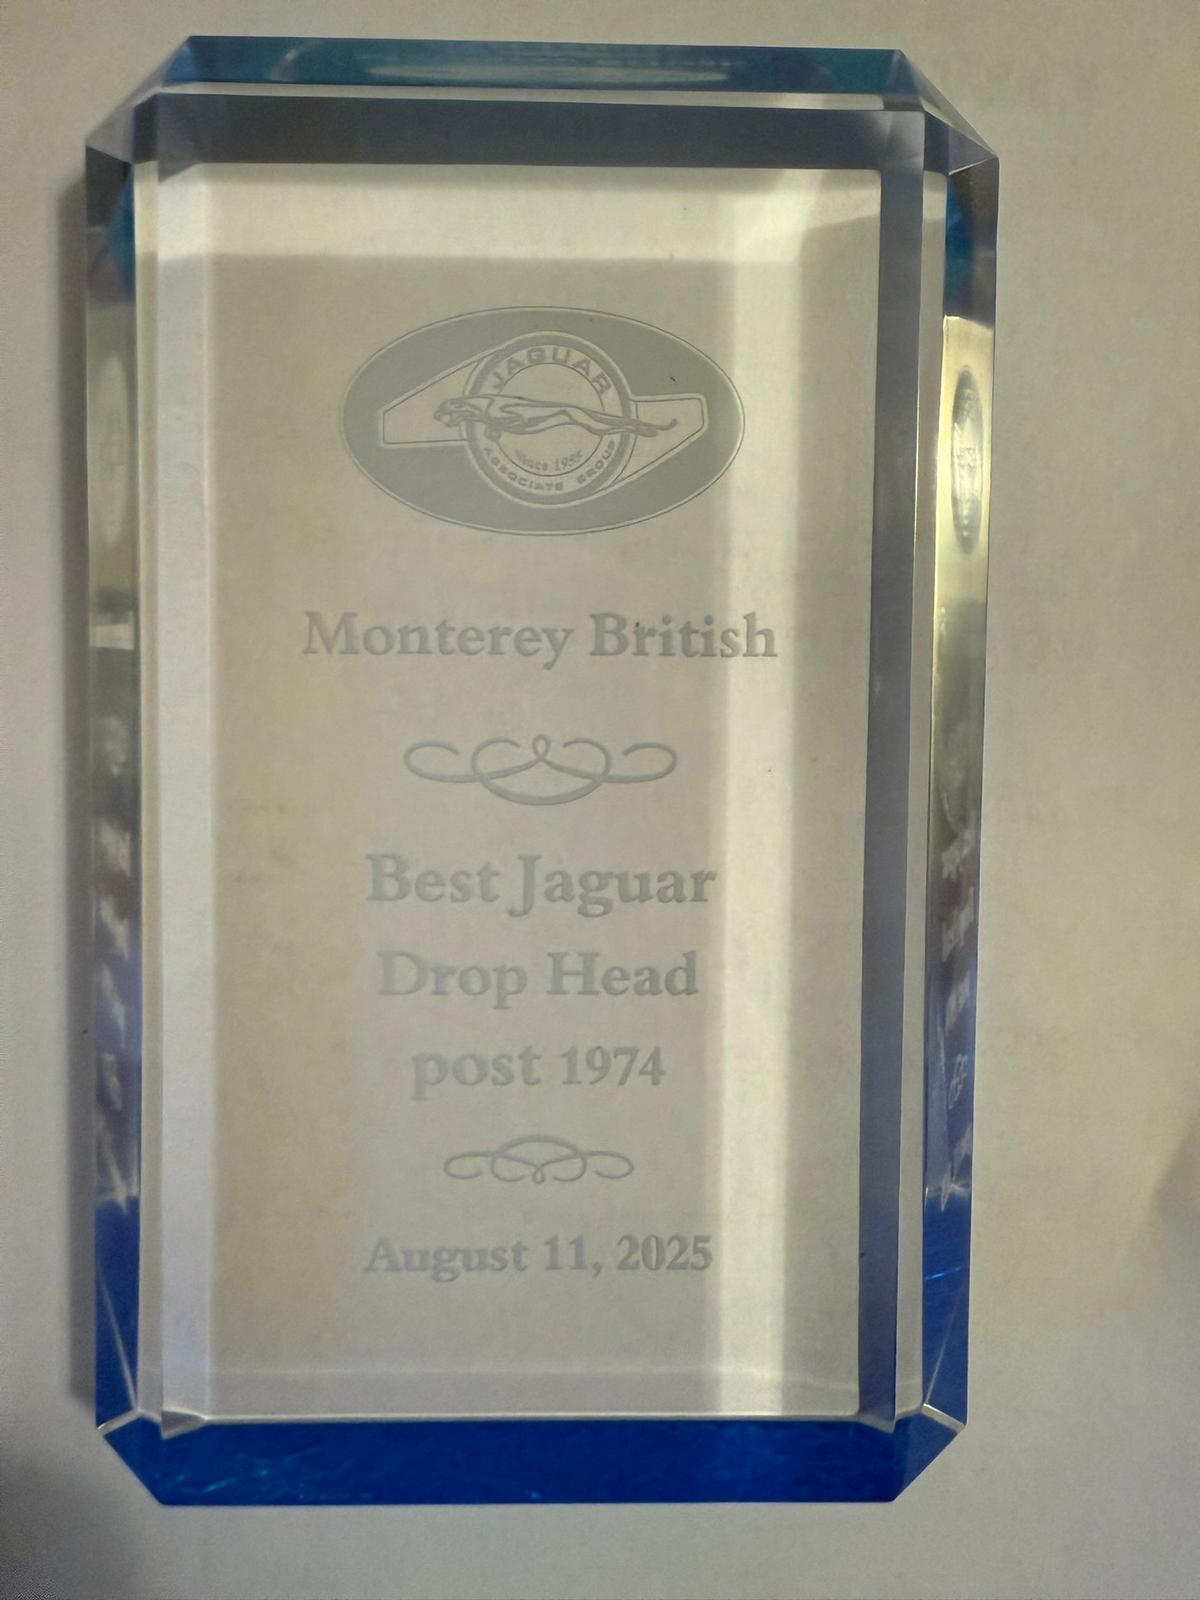 JAGUAR
Since 1955
ASSOCIATE GROUP
Monterey British
Best Jaguar
Drop Head
post 1974
August 11, 2025